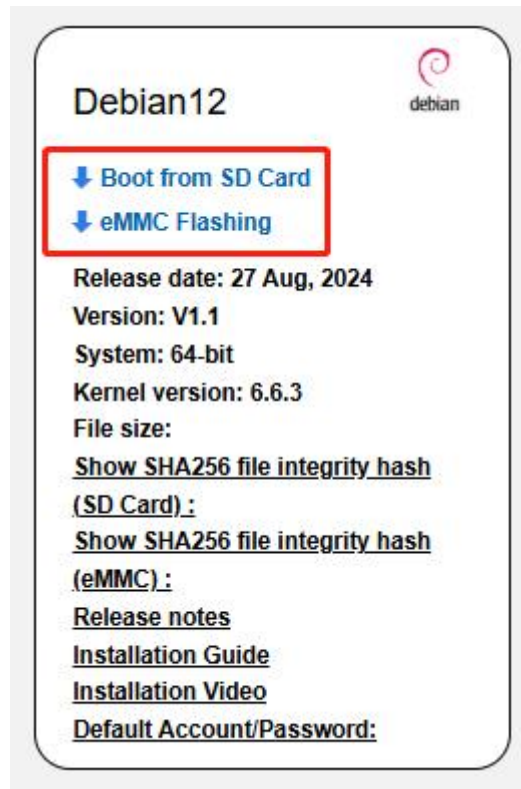 Debian12
debian
Boot from SD Card
eMMC Flashing
Release date: 27 Aug, 2024
Version: V1.1
System: 64-bit
Kernel version: 6.6.3
File size:
Show SHA256 file integrity hash
(SD Card) :
Show SHA256 file integrity hash
(eMMC) :
Release notes
Installation Guide
Installation Video
Default Account/Password: